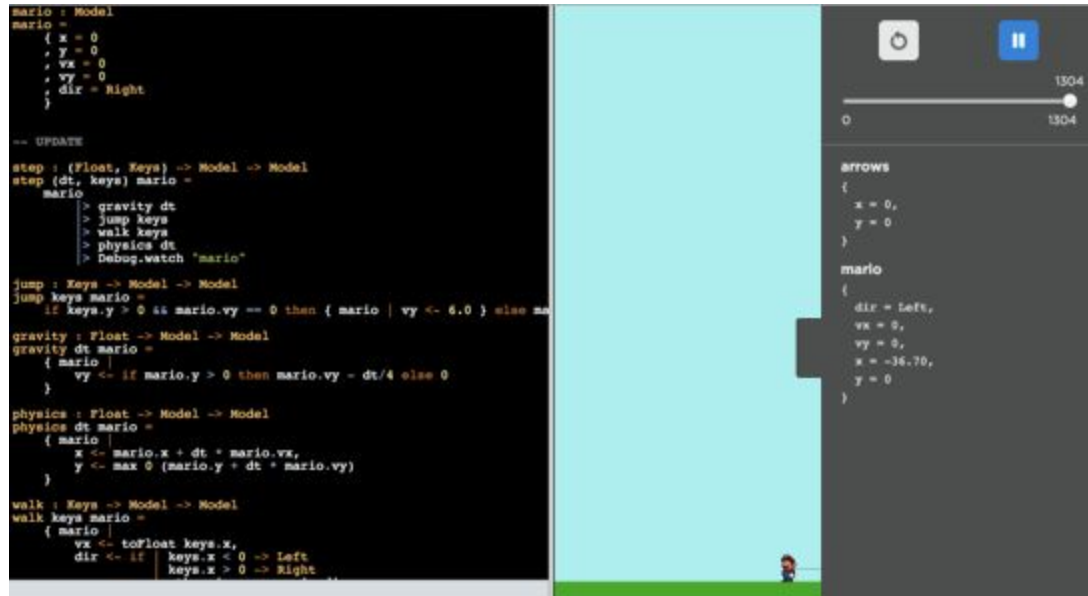 mario : Model
mario =
    { x = 0
    , y = 0
    , vx = 0
    , vy = 0
    , dir = Right
    }
-- UPDATE
step : (Float, Keys) -> Model -> Model
step (dt, keys) mario =
    mario
        |> gravity dt
        |> jump keys
        |> walk keys
        |> physics dt
        |> Debug.watch "mario"
jump : Keys -> Model -> Model
jump keys mario =
    if keys.y > 0 && mario.vy == 0 then { mario | vy <- 6.0 } else ma
gravity : Float -> Model -> Model
gravity dt mario =
    { mario |
        vy <- if mario.y > 0 then mario.vy - dt/4 else 0
    }
physics : Float -> Model -> Model
physics dt mario =
    { mario |
        x <- mario.x + dt * mario.vx,
        y <- max 0 (mario.y + dt * mario.vy)
    }
walk : Keys -> Model -> Model
walk keys mario =
    { mario |
        vx <- toFloat keys.x,
        dir <- if | keys.x < 0 -> Left
                  | keys.x > 0 -> Right
1304
0 1304
arrows
{
  x = 0,
  y = 0
}
mario
{
  dir = Left,
  vx = 0,
  vy = 0,
  x = -36.70,
  y = 0
}